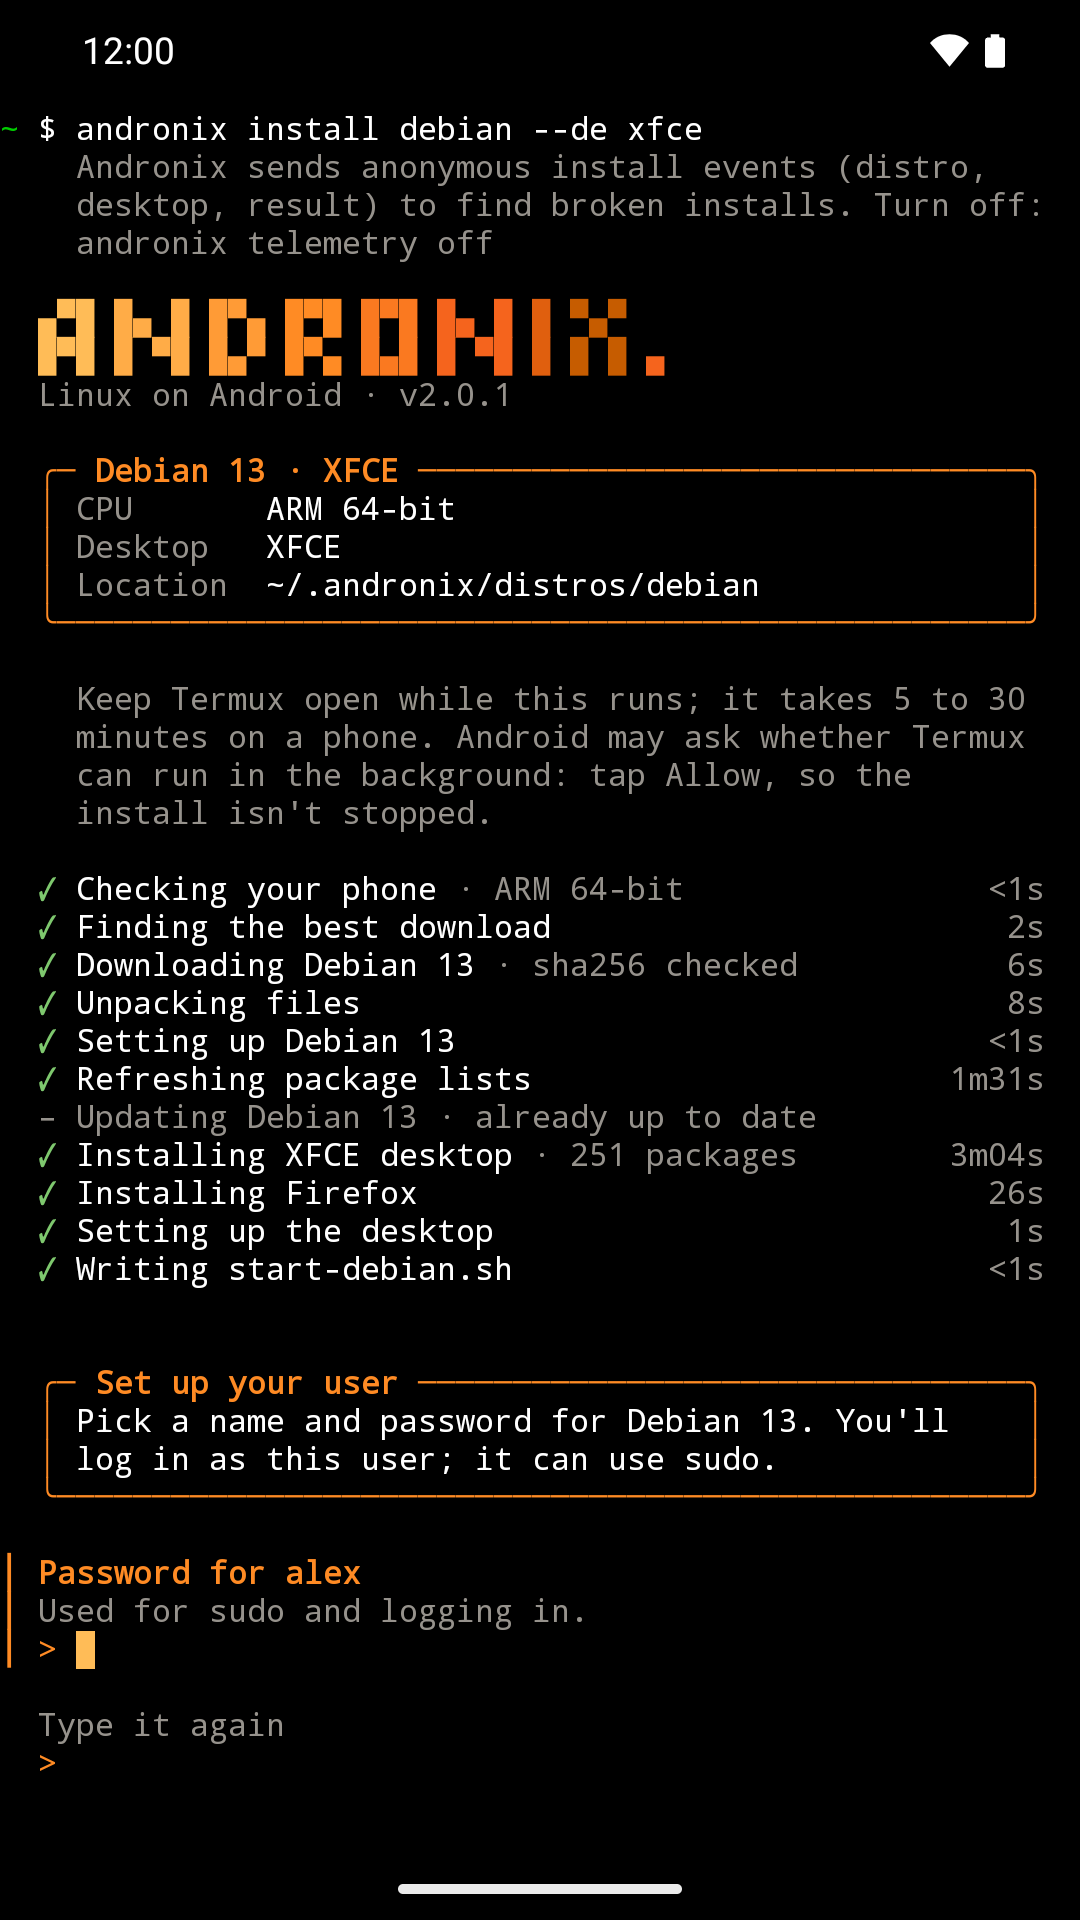 12:00
~ $ andronix install debian --de xfce
Andronix sends anonymous install events (distro,
desktop, result) to find broken installs. Turn off:
andronix telemetry off
ANDRONIX.
Linux on Android · v2.0.1
Debian 13 · XFCE
CPU ARM 64-bit
Desktop XFCE
Location ~/.andronix/distros/debian
Keep Termux open while this runs; it takes 5 to 30
minutes on a phone. Android may ask whether Termux
can run in the background: tap Allow, so the
install isn't stopped.
✓ Checking your phone · ARM 64-bit <1s
✓ Finding the best download 2s
✓ Downloading Debian 13 · sha256 checked 6s
✓ Unpacking files 8s
✓ Setting up Debian 13 <1s
✓ Refreshing package lists 1m31s
– Updating Debian 13 · already up to date
✓ Installing XFCE desktop · 251 packages 3m04s
✓ Installing Firefox 26s
✓ Setting up the desktop 1s
✓ Writing start-debian.sh <1s
Set up your user
Pick a name and password for Debian 13. You'll
log in as this user; it can use sudo.
Password for alex
Used for sudo and logging in.
>
Type it again
>